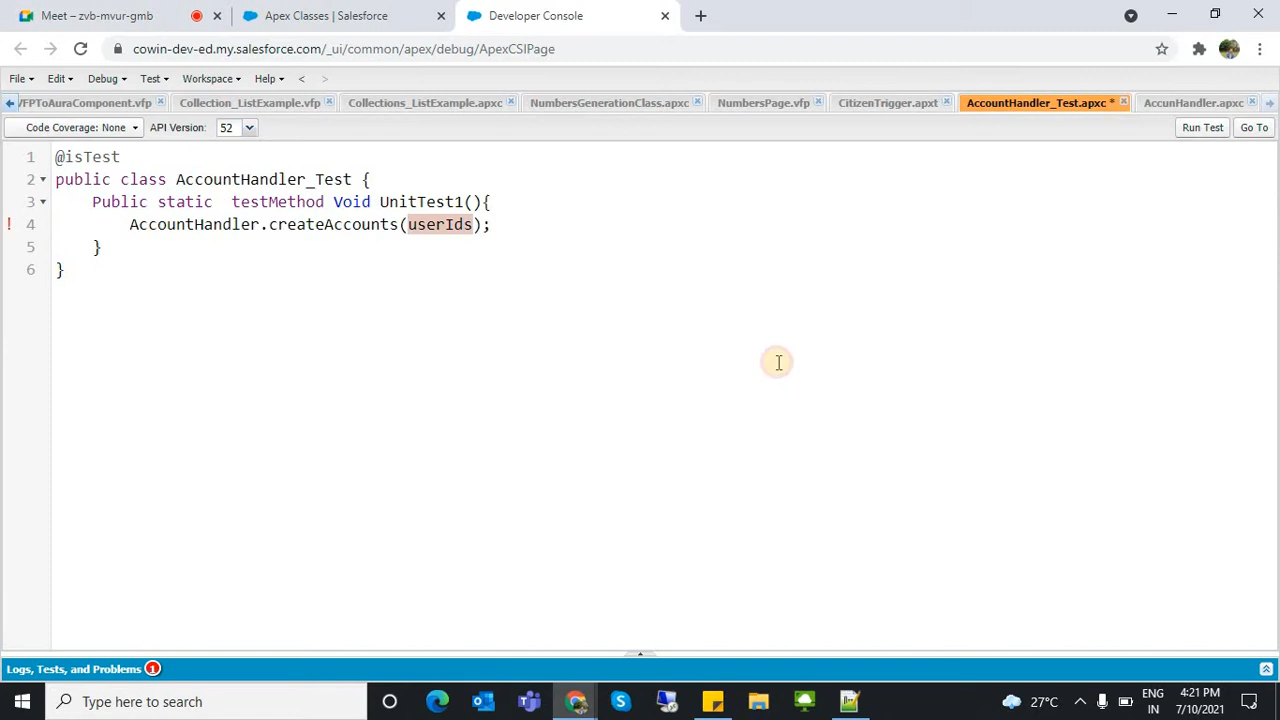 Meet – zvb-mvur-gmb
Apex Classes | Salesforce
Developer Console
cowin-dev-ed.my.salesforce.com/_ui/common/apex/debug/ApexCSIPage
File Edit Debug Test Workspace Help < >
VFPToAuraComponent.vfp Collection_ListExample.vfp Collections_ListExample.apxc NumbersGenerationClass.apxc NumbersPage.vfp CitizenTrigger.apxt AccountHandler_Test.apxc * AccunHandler.apxc
Code Coverage: None API Version: 52 Run Test Go To
1 @isTest
2 public class AccountHandler_Test {
3 Public static testMethod Void UnitTest1(){
! 4 AccountHandler.createAccounts(userIds);
5 }
6 }
Logs, Tests, and Problems 1
Type here to search
27°C
ENG
IN
4:21 PM
7/10/2021